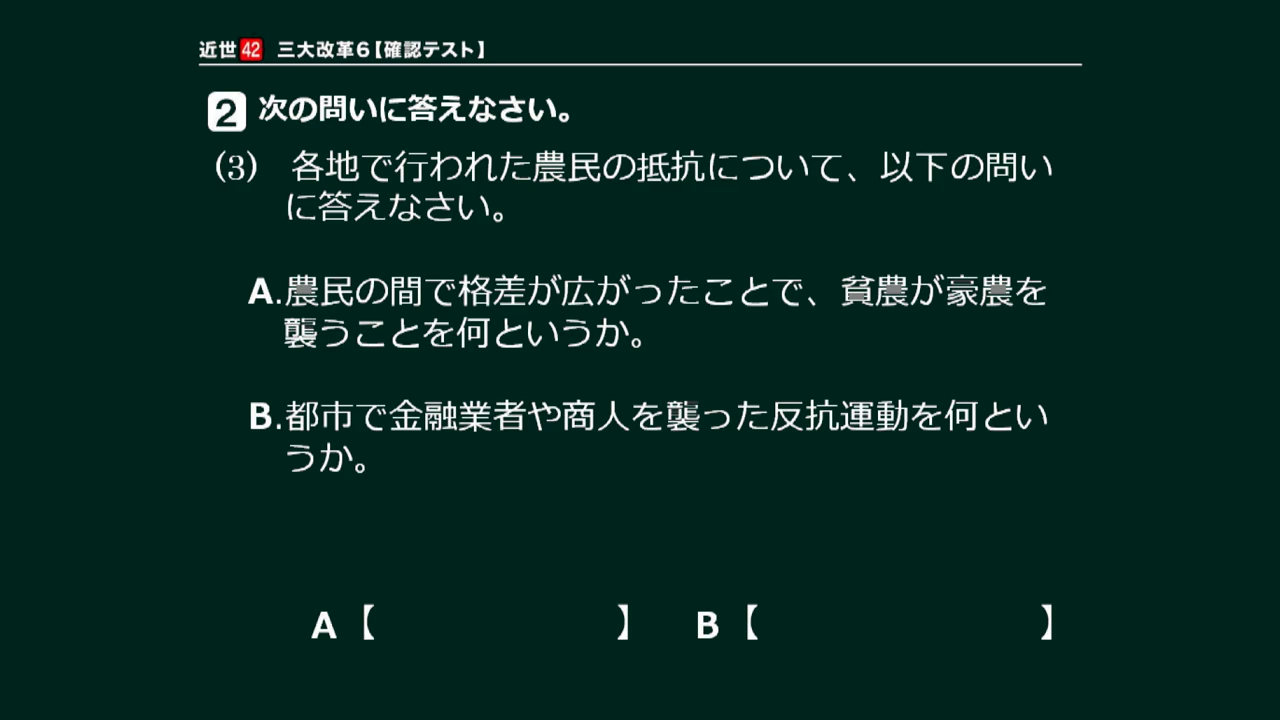 近世42 三大改革6【確認テスト】
2 次の問いに答えなさい。
(3) 各地で行われた農民の抵抗について、以下の問い
に答えなさい。
A.農民の間で格差が広がったことで、貧農が豪農を
襲うことを何というか。
B.都市で金融業者や商人を襲った反抗運動を何とい
うか。
A【 】 B【 】